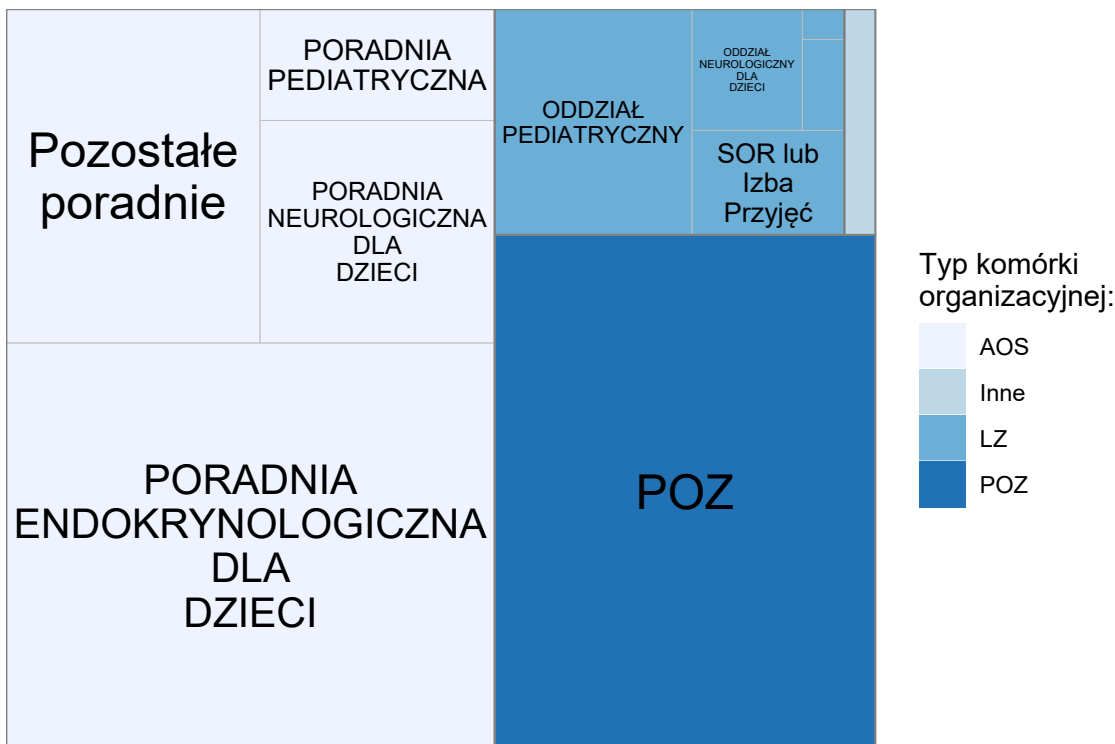 Pozostałe
poradnie
PORADNIA
PEDIATRYCZNA
PORADNIA
NEUROLOGICZNA
DLA
DZIECI
PORADNIA
ENDOKRYNOLOGICZNA
DLA
DZIECI
ODDZIAŁ
PEDIATRYCZNY
ODDZIAŁ
NEUROLOGICZNY
DLA
DZIECI
SOR lub
Izba
Przyjęć
POZ
Typ komórki
organizacyjnej:
AOS
Inne
LZ
POZ